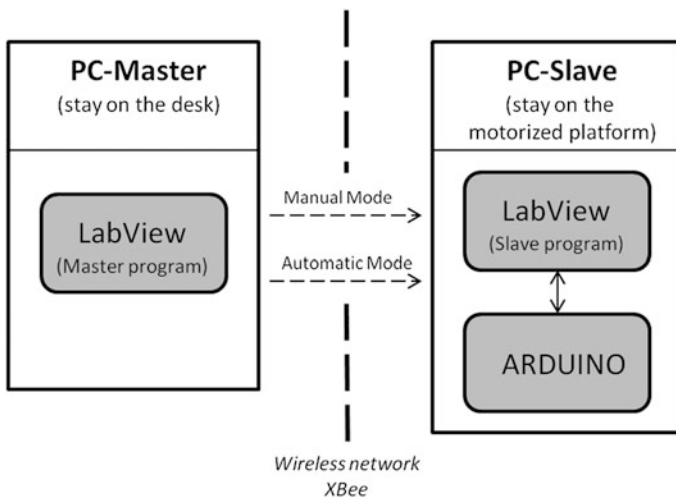 PC-Master
(stay on the desk)
LabView
(Master program)
Manual Mode
Automatic Mode
PC-Slave
(stay on the
motorized platform)
LabView
(Slave program)
ARDUINO
Wireless network
XBee